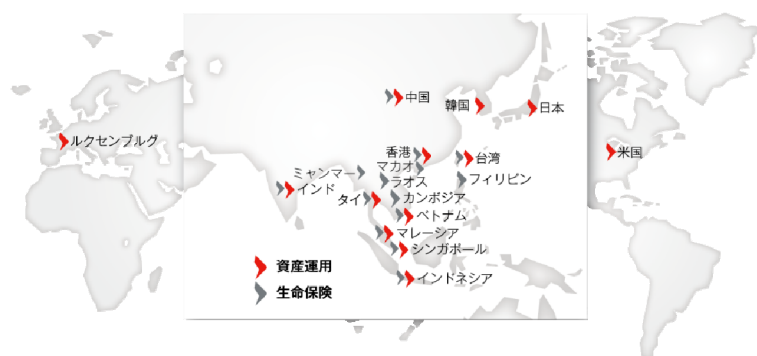 中国
韓国
日本
ルクセンブルグ
香港
台湾
米国
マカオ
ミャンマー
ラオス
フィリピン
インド
タイ
カンボジア
ベトナム
マレーシア
シンガポール
資産運用
インドネシア
生命保険